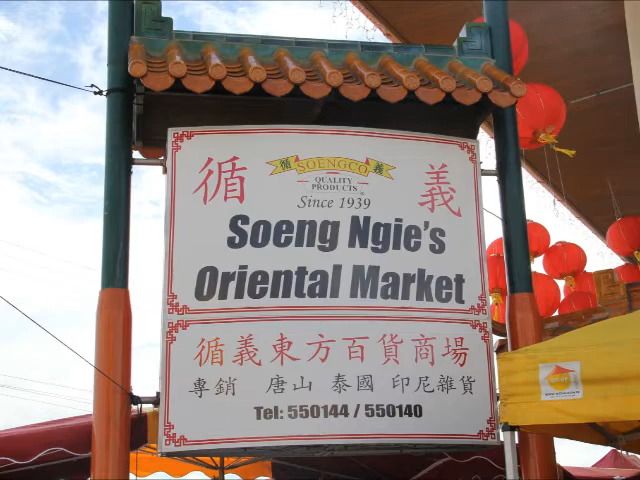 循 SOENGCO 義
QUALITY
PRODUCTS
Since 1939
循 義
Soeng Ngie's
Oriental Market
循義東方百貨商場
專銷 唐山 泰國 印尼雜貨
Tel: 550144 / 550140